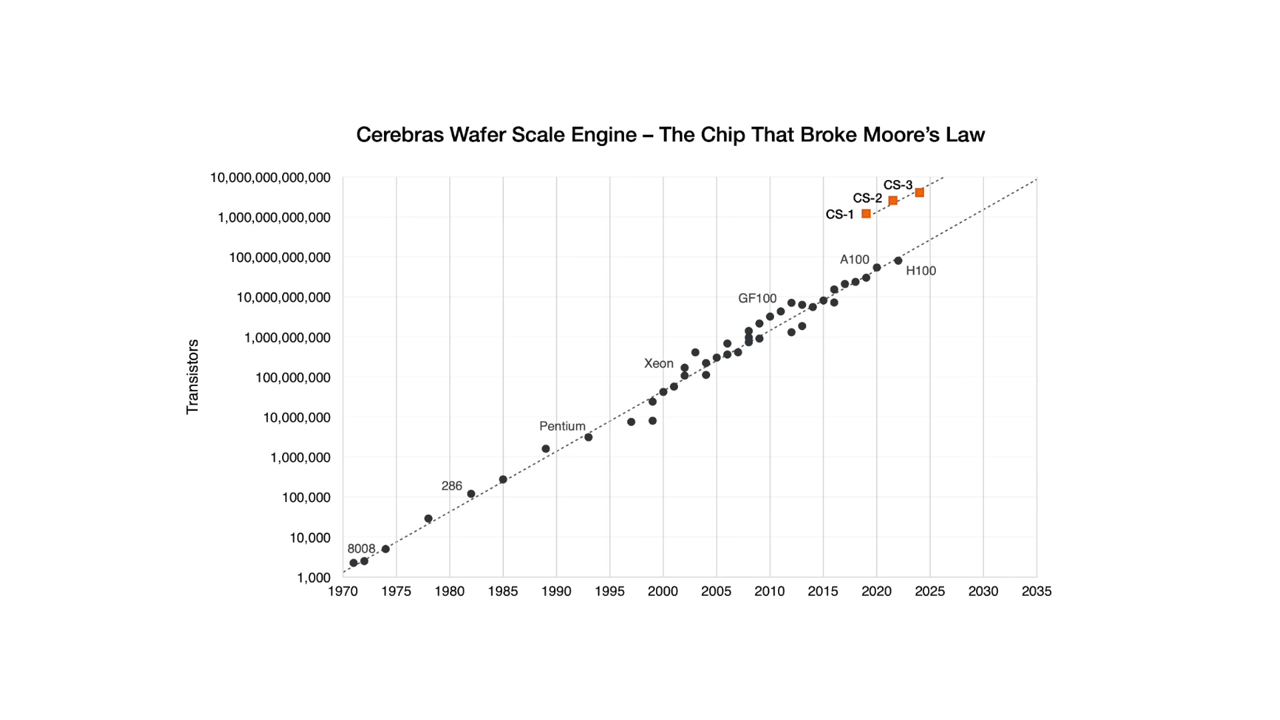 Cerebras Wafer Scale Engine – The Chip That Broke Moore’s Law
10,000,000,000,000
1,000,000,000,000
100,000,000,000
10,000,000,000
1,000,000,000
100,000,000
10,000,000
1,000,000
100,000
10,000
1,000
Transistors
CS-3
CS-2
CS-1
A100
H100
GF100
Xeon
Pentium
286
8008
1970 1975 1980 1985 1990 1995 2000 2005 2010 2015 2020 2025 2030 2035